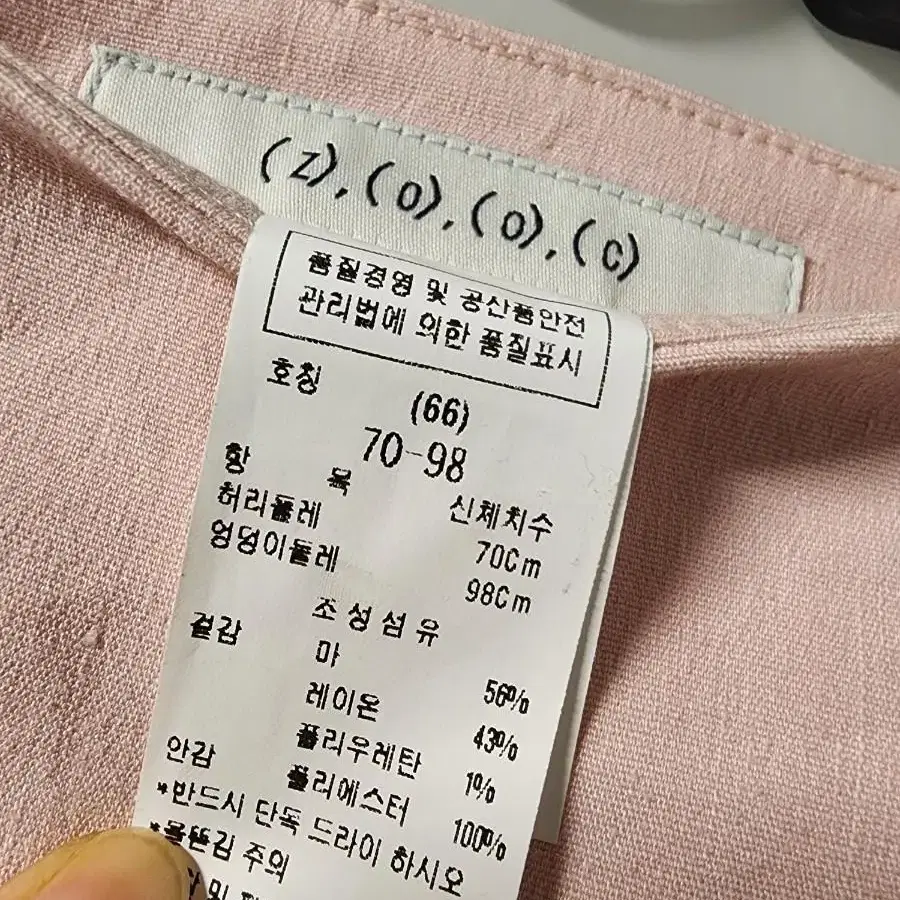 (Z),(O),(O),(C)
품질경영 및 공산품안전
관리법에 의한 품질표시
호칭
(66)
70-98
항 목 신체치수
허리둘레 70Cm
엉덩이둘레 98Cm
조성섬유
겉감 마 56%
레이온 43%
폴리우레탄 1%
안감 폴리에스터 100%
*반드시 단독 드라이 하시오
*물뜯김 주의
및